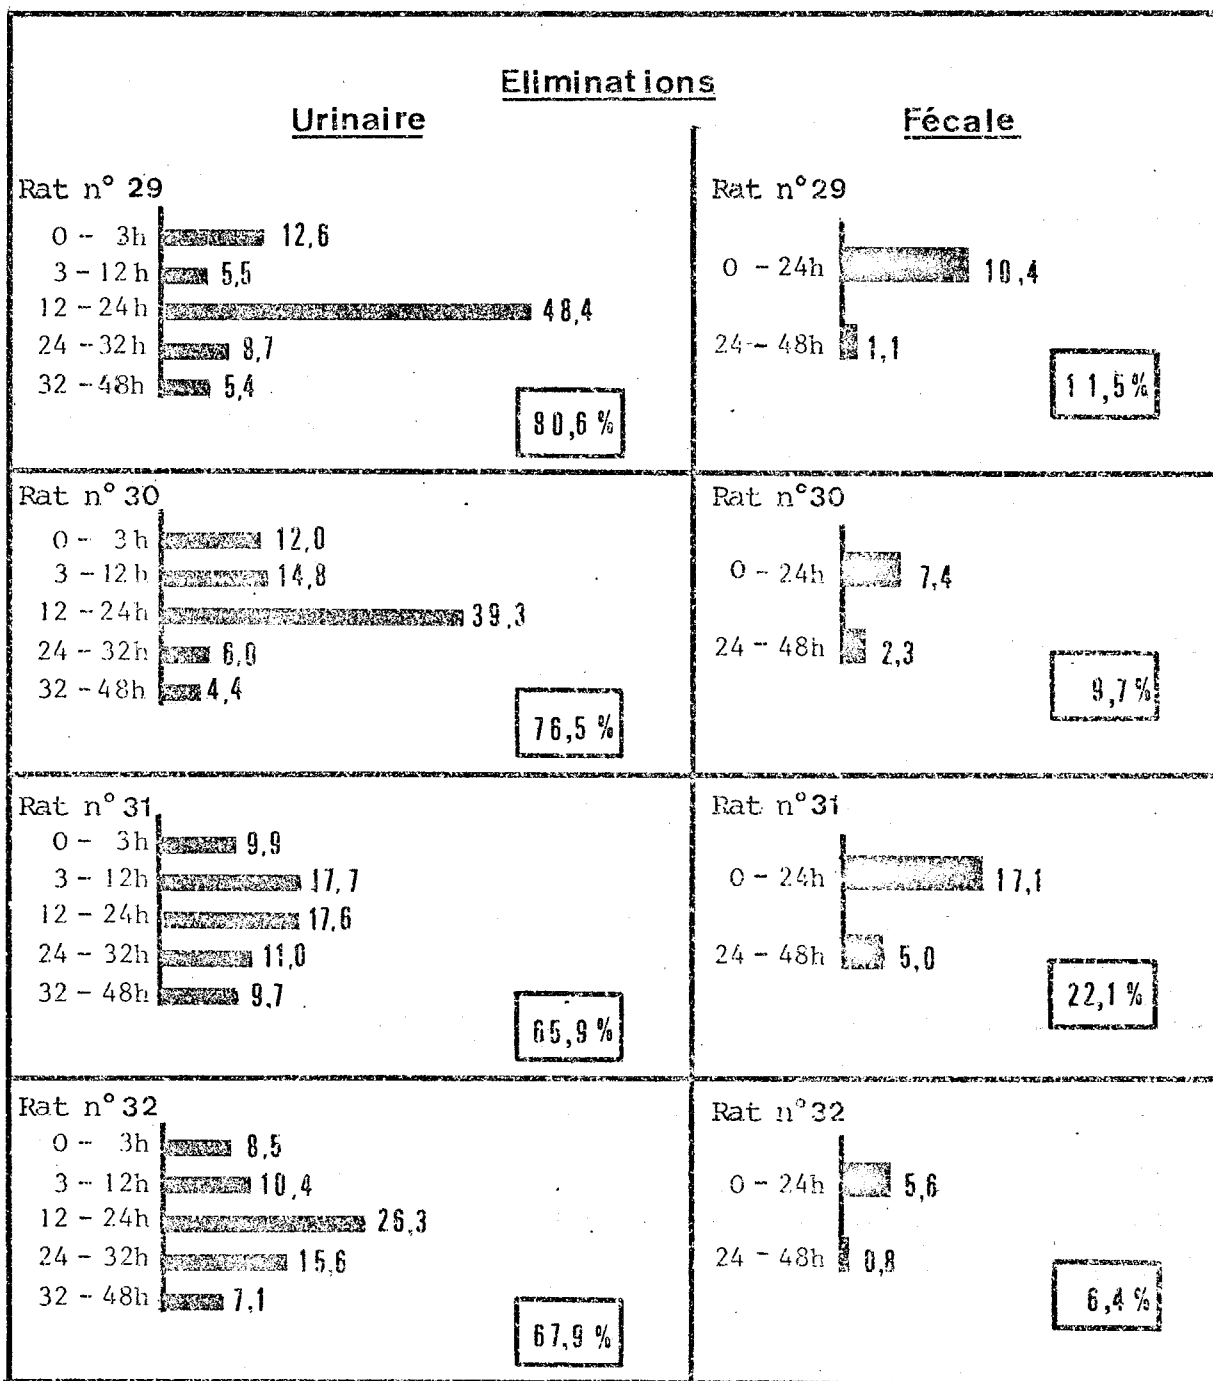 Eliminations
Urinaire
Fécale
Rat n° 29
0 - 3h 12,6
3 - 12h 5,5
12 - 24h 48,4
24 - 32h 8,7
32 - 48h 5,4
80,6 %
Rat n° 29
0 - 24h 10,4
24 - 48h 1,1
11,5 %
Rat n° 30
0 - 3h 12,0
3 - 12h 14,8
12 - 24h 39,3
24 - 32h 6,0
32 - 48h 4,4
76,5 %
Rat n° 30
0 - 24h 7,4
24 - 48h 2,3
9,7 %
Rat n° 31
0 - 3h 9,9
3 - 12h 17,7
12 - 24h 17,6
24 - 32h 11,0
32 - 48h 9,7
65,9 %
Rat n° 31
0 - 24h 17,1
24 - 48h 5,0
22,1 %
Rat n° 32
0 - 3h 8,5
3 - 12h 10,4
12 - 24h 26,3
24 - 32h 15,6
32 - 48h 7,1
67,9 %
Rat n° 32
0 - 24h 5,6
24 - 48h 0,8
6,4 %